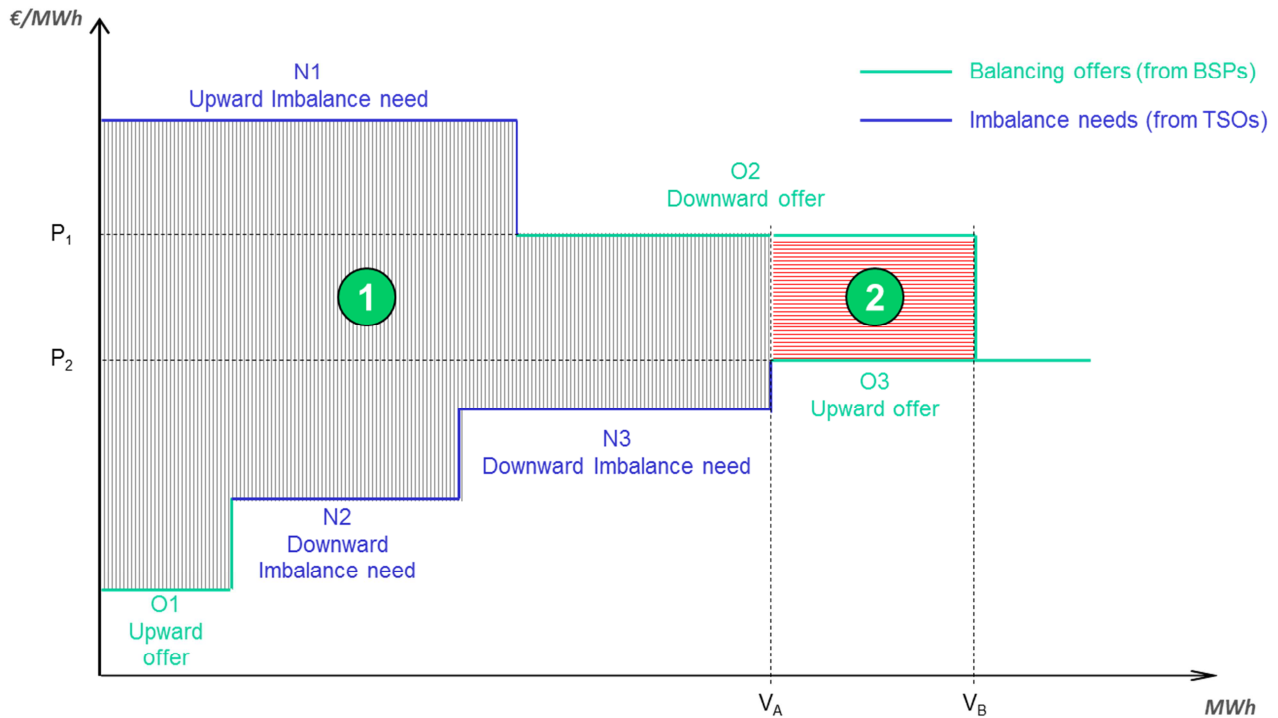 €/MWh
N1
Upward Imbalance need
Balancing offers (from BSPs)
Imbalance needs (from TSOs)
O2
Downward offer
P1
1
2
P2
O3
Upward offer
N3
Downward Imbalance need
N2
Downward
Imbalance need
O1
Upward
offer
VA
VB
MWh